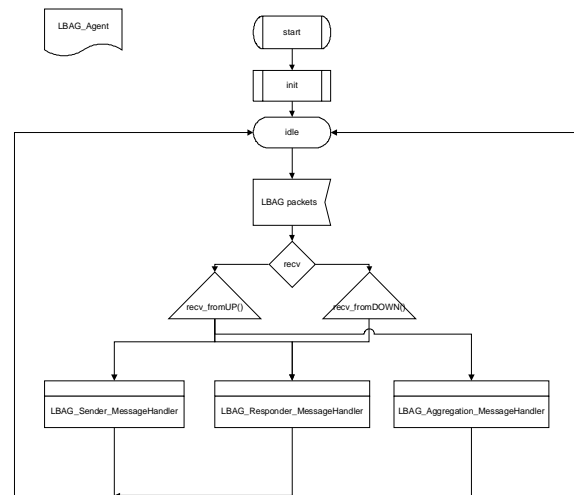 LBAG_Agent
start
init
idle
LBAG packets
recv
recv_fromUP()
recv_fromDOWN()
LBAG_Sender_MessageHandler
LBAG_Responder_MessageHandler
LBAG_Aggregation_MessageHandler